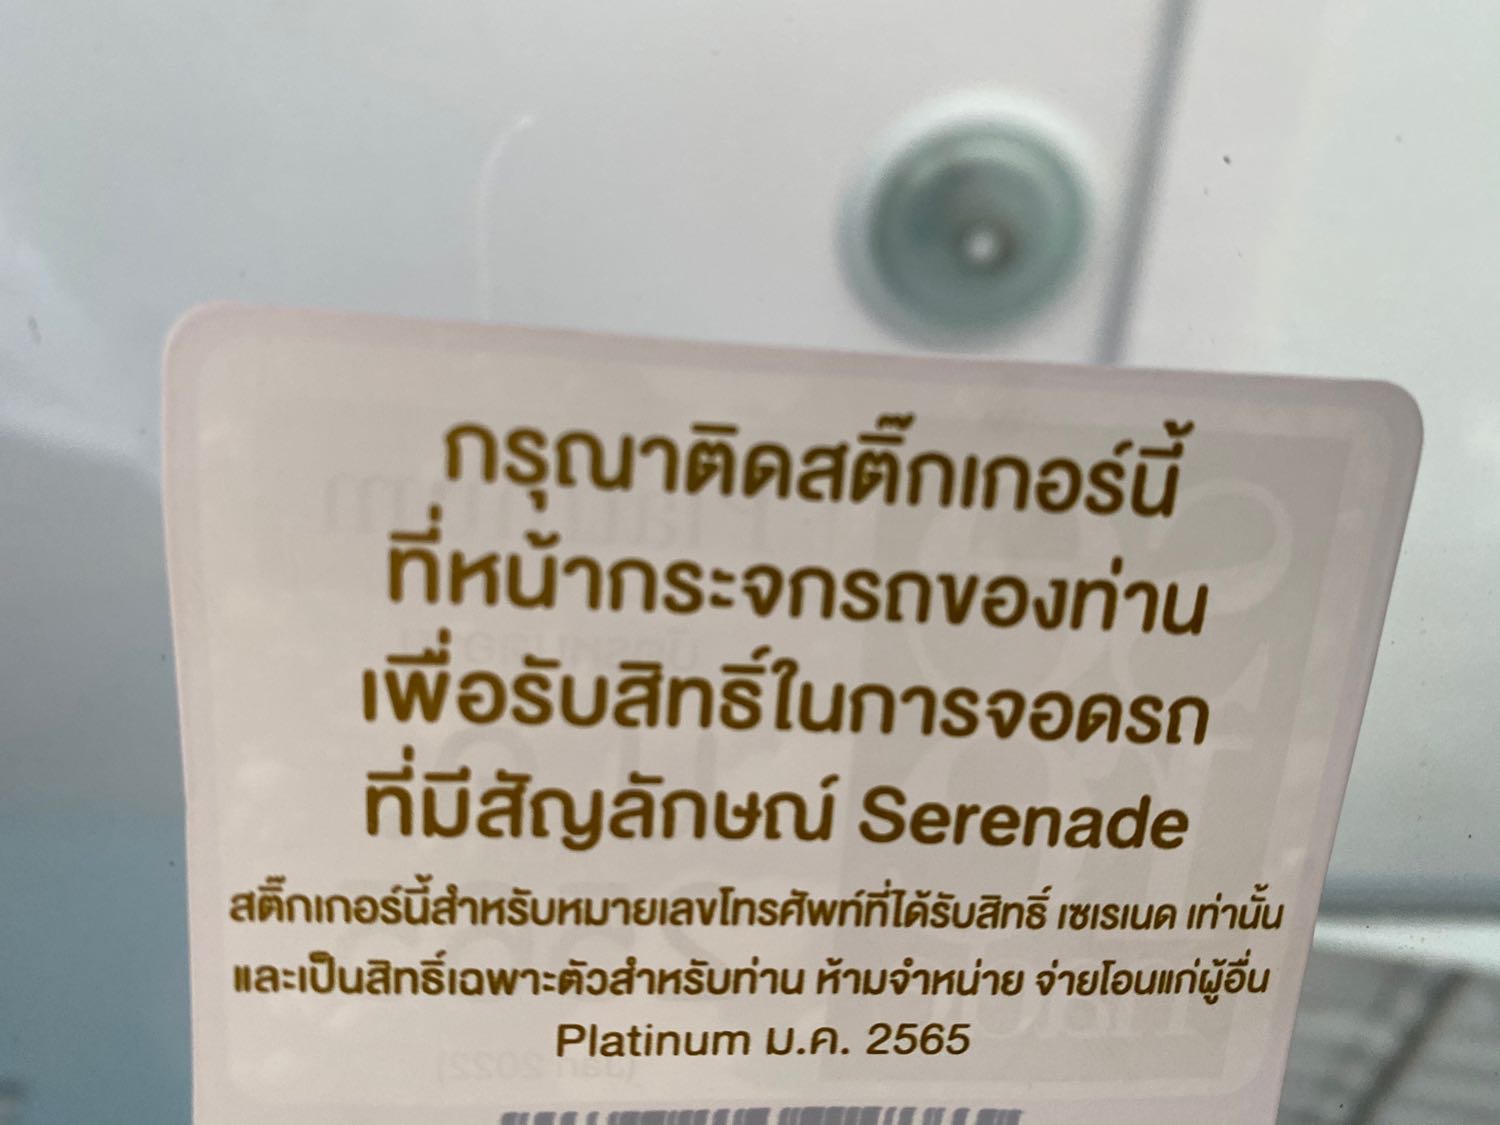 กรุณาติดสติ๊กเกอร์นี้
ที่หน้ากระจกรถของท่าน
เพื่อรับสิทธิ์ในการจอดรถ
ที่มีสัญลักษณ์ Serenade
สติ๊กเกอร์นี้สำหรับหมายเลขโทรศัพท์ที่ได้รับสิทธิ์ เซเรเนด เท่านั้น
และเป็นสิทธิ์เฉพาะตัวสำหรับท่าน ห้ามจำหน่าย จ่ายโอนแก่ผู้อื่น
Platinum ม.ค. 2565